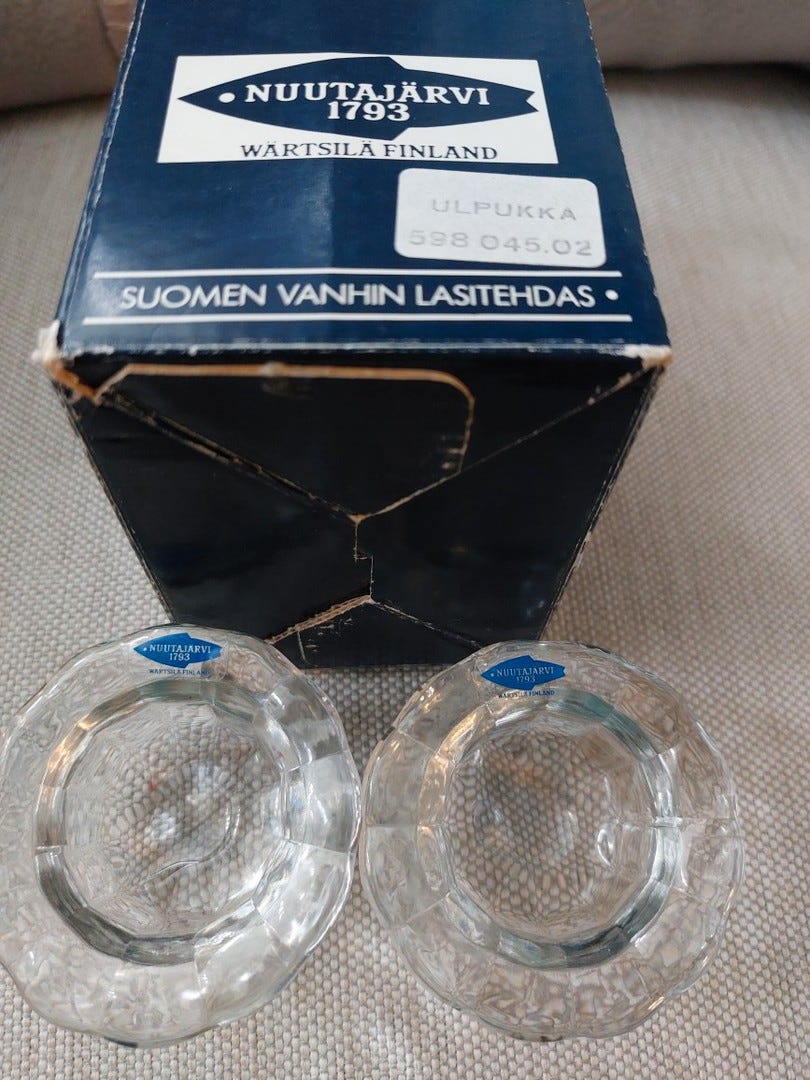 • NUUTAJÄRVI
1793
WÄRTSILÄ FINLAND
ULPUKKA
598 045.02
SUOMEN VANHIN LASITEHDAS •
• NUUTAJÄRVI
1793
WÄRTSILÄ FINLAND
• NUUTAJÄRVI
1793
WÄRTSILÄ FINLAND